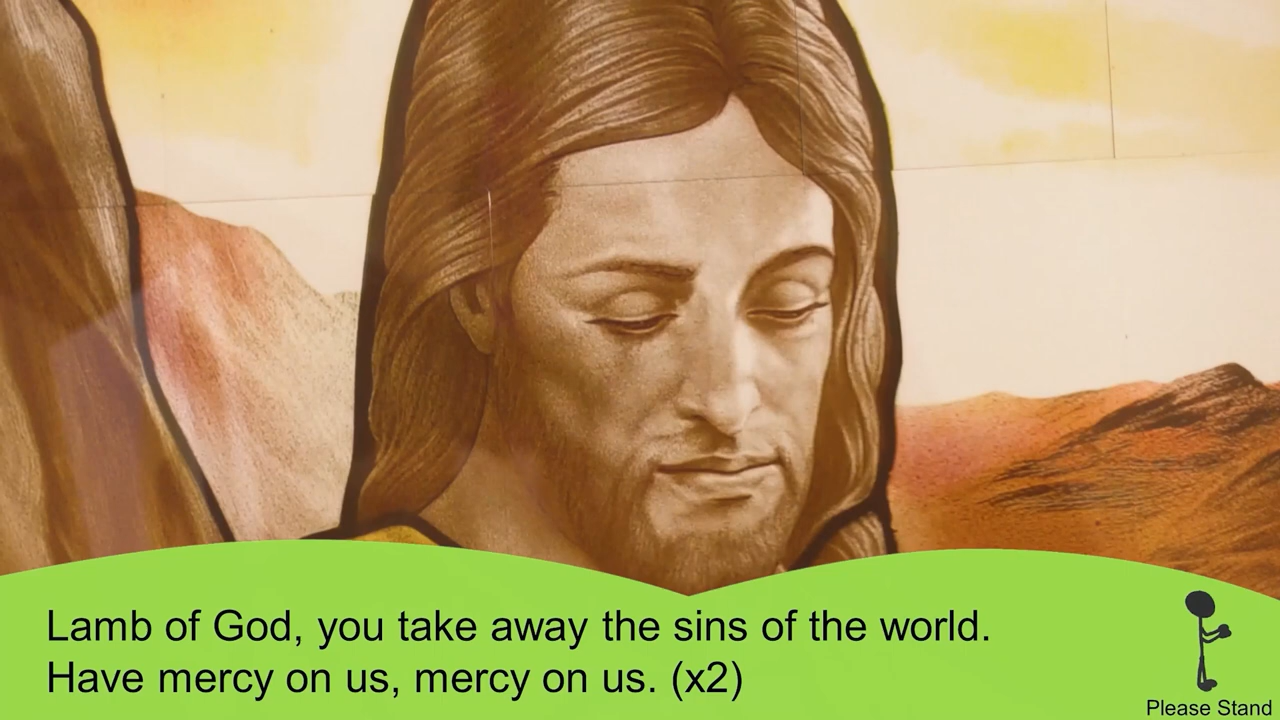 Lamb of God, you take away the sins of the world.
Have mercy on us, mercy on us. (x2)
Please Stand